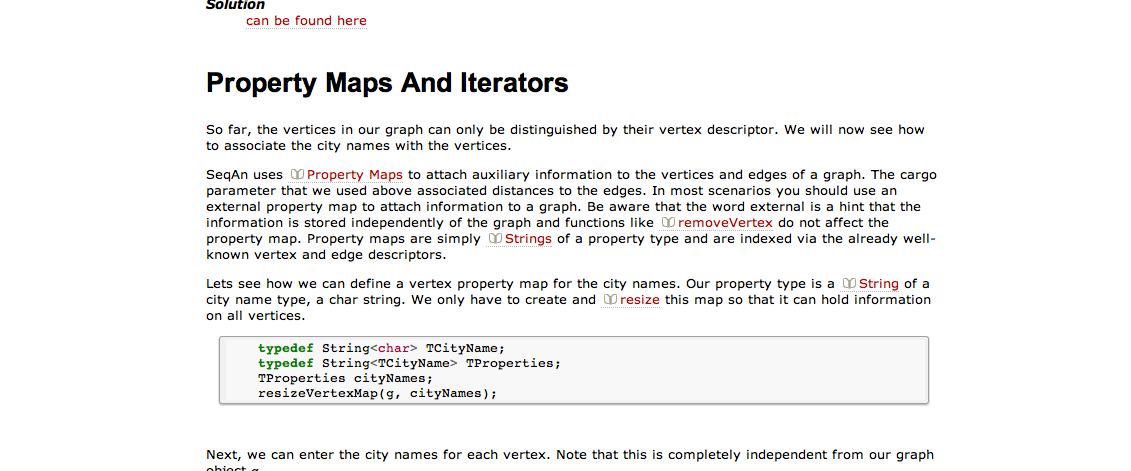 Solution
can be found here
Property Maps And Iterators
So far, the vertices in our graph can only be distinguished by their vertex descriptor. We will now see how
to associate the city names with the vertices.
SeqAn uses Property Maps to attach auxiliary information to the vertices and edges of a graph. The cargo
parameter that we used above associated distances to the edges. In most scenarios you should use an
external property map to attach information to a graph. Be aware that the word external is a hint that the
information is stored independently of the graph and functions like removeVertex do not affect the
property map. Property maps are simply Strings of a property type and are indexed via the already well-
known vertex and edge descriptors.
Lets see how we can define a vertex property map for the city names. Our property type is a String of a
city name type, a char string. We only have to create and resize this map so that it can hold information
on all vertices.
typedef String<char> TCityName;
typedef String<TCityName> TProperties;
TProperties cityNames;
resizeVertexMap(g, cityNames);
Next, we can enter the city names for each vertex. Note that this is completely independent from our graph
object g.